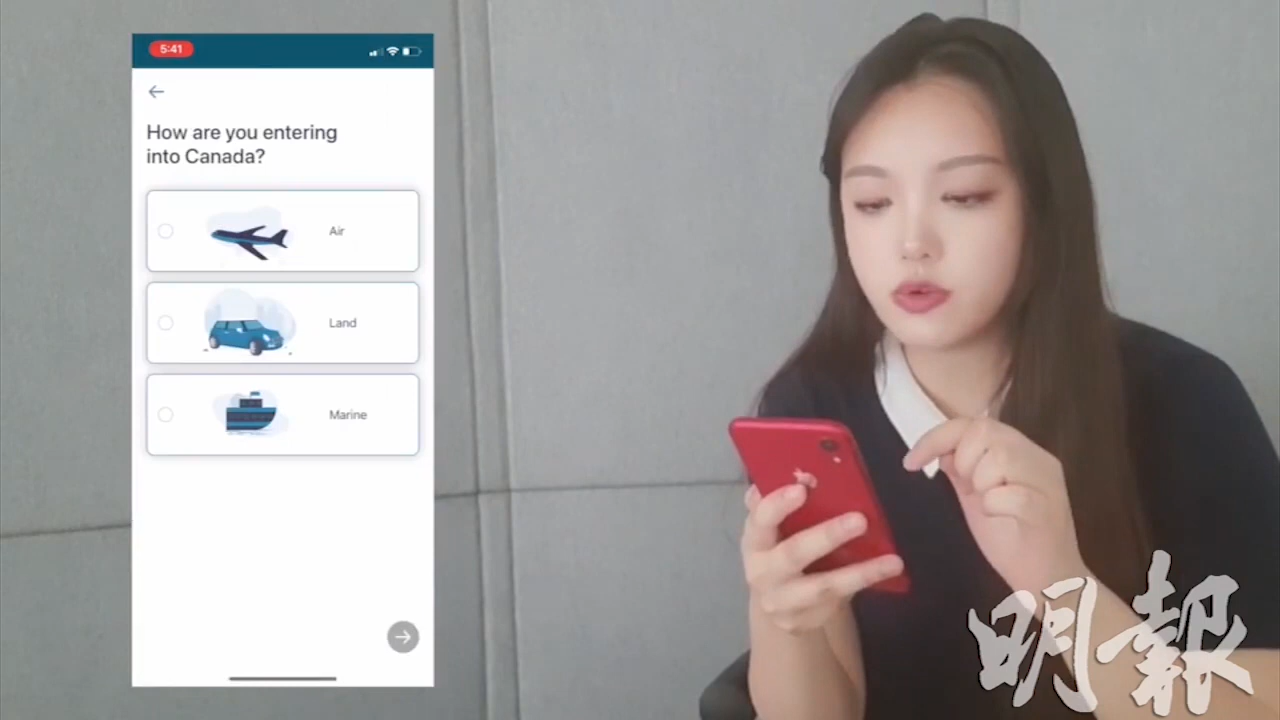 5:41
How are you entering
into Canada?
Air
Land
Marine
明報